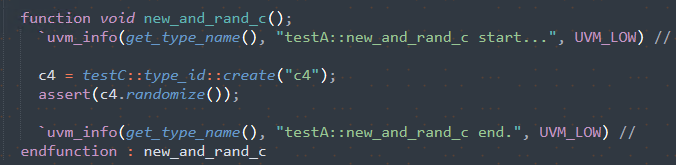 function void new_and_rand_c();
`uvm_info(get_type_name(), "testA::new_and_rand_c start...", UVM_LOW) //
c4 = testC::type_id::create("c4");
assert(c4.randomize());
`uvm_info(get_type_name(), "testA::new_and_rand_c end.", UVM_LOW) //
endfunction : new_and_rand_c